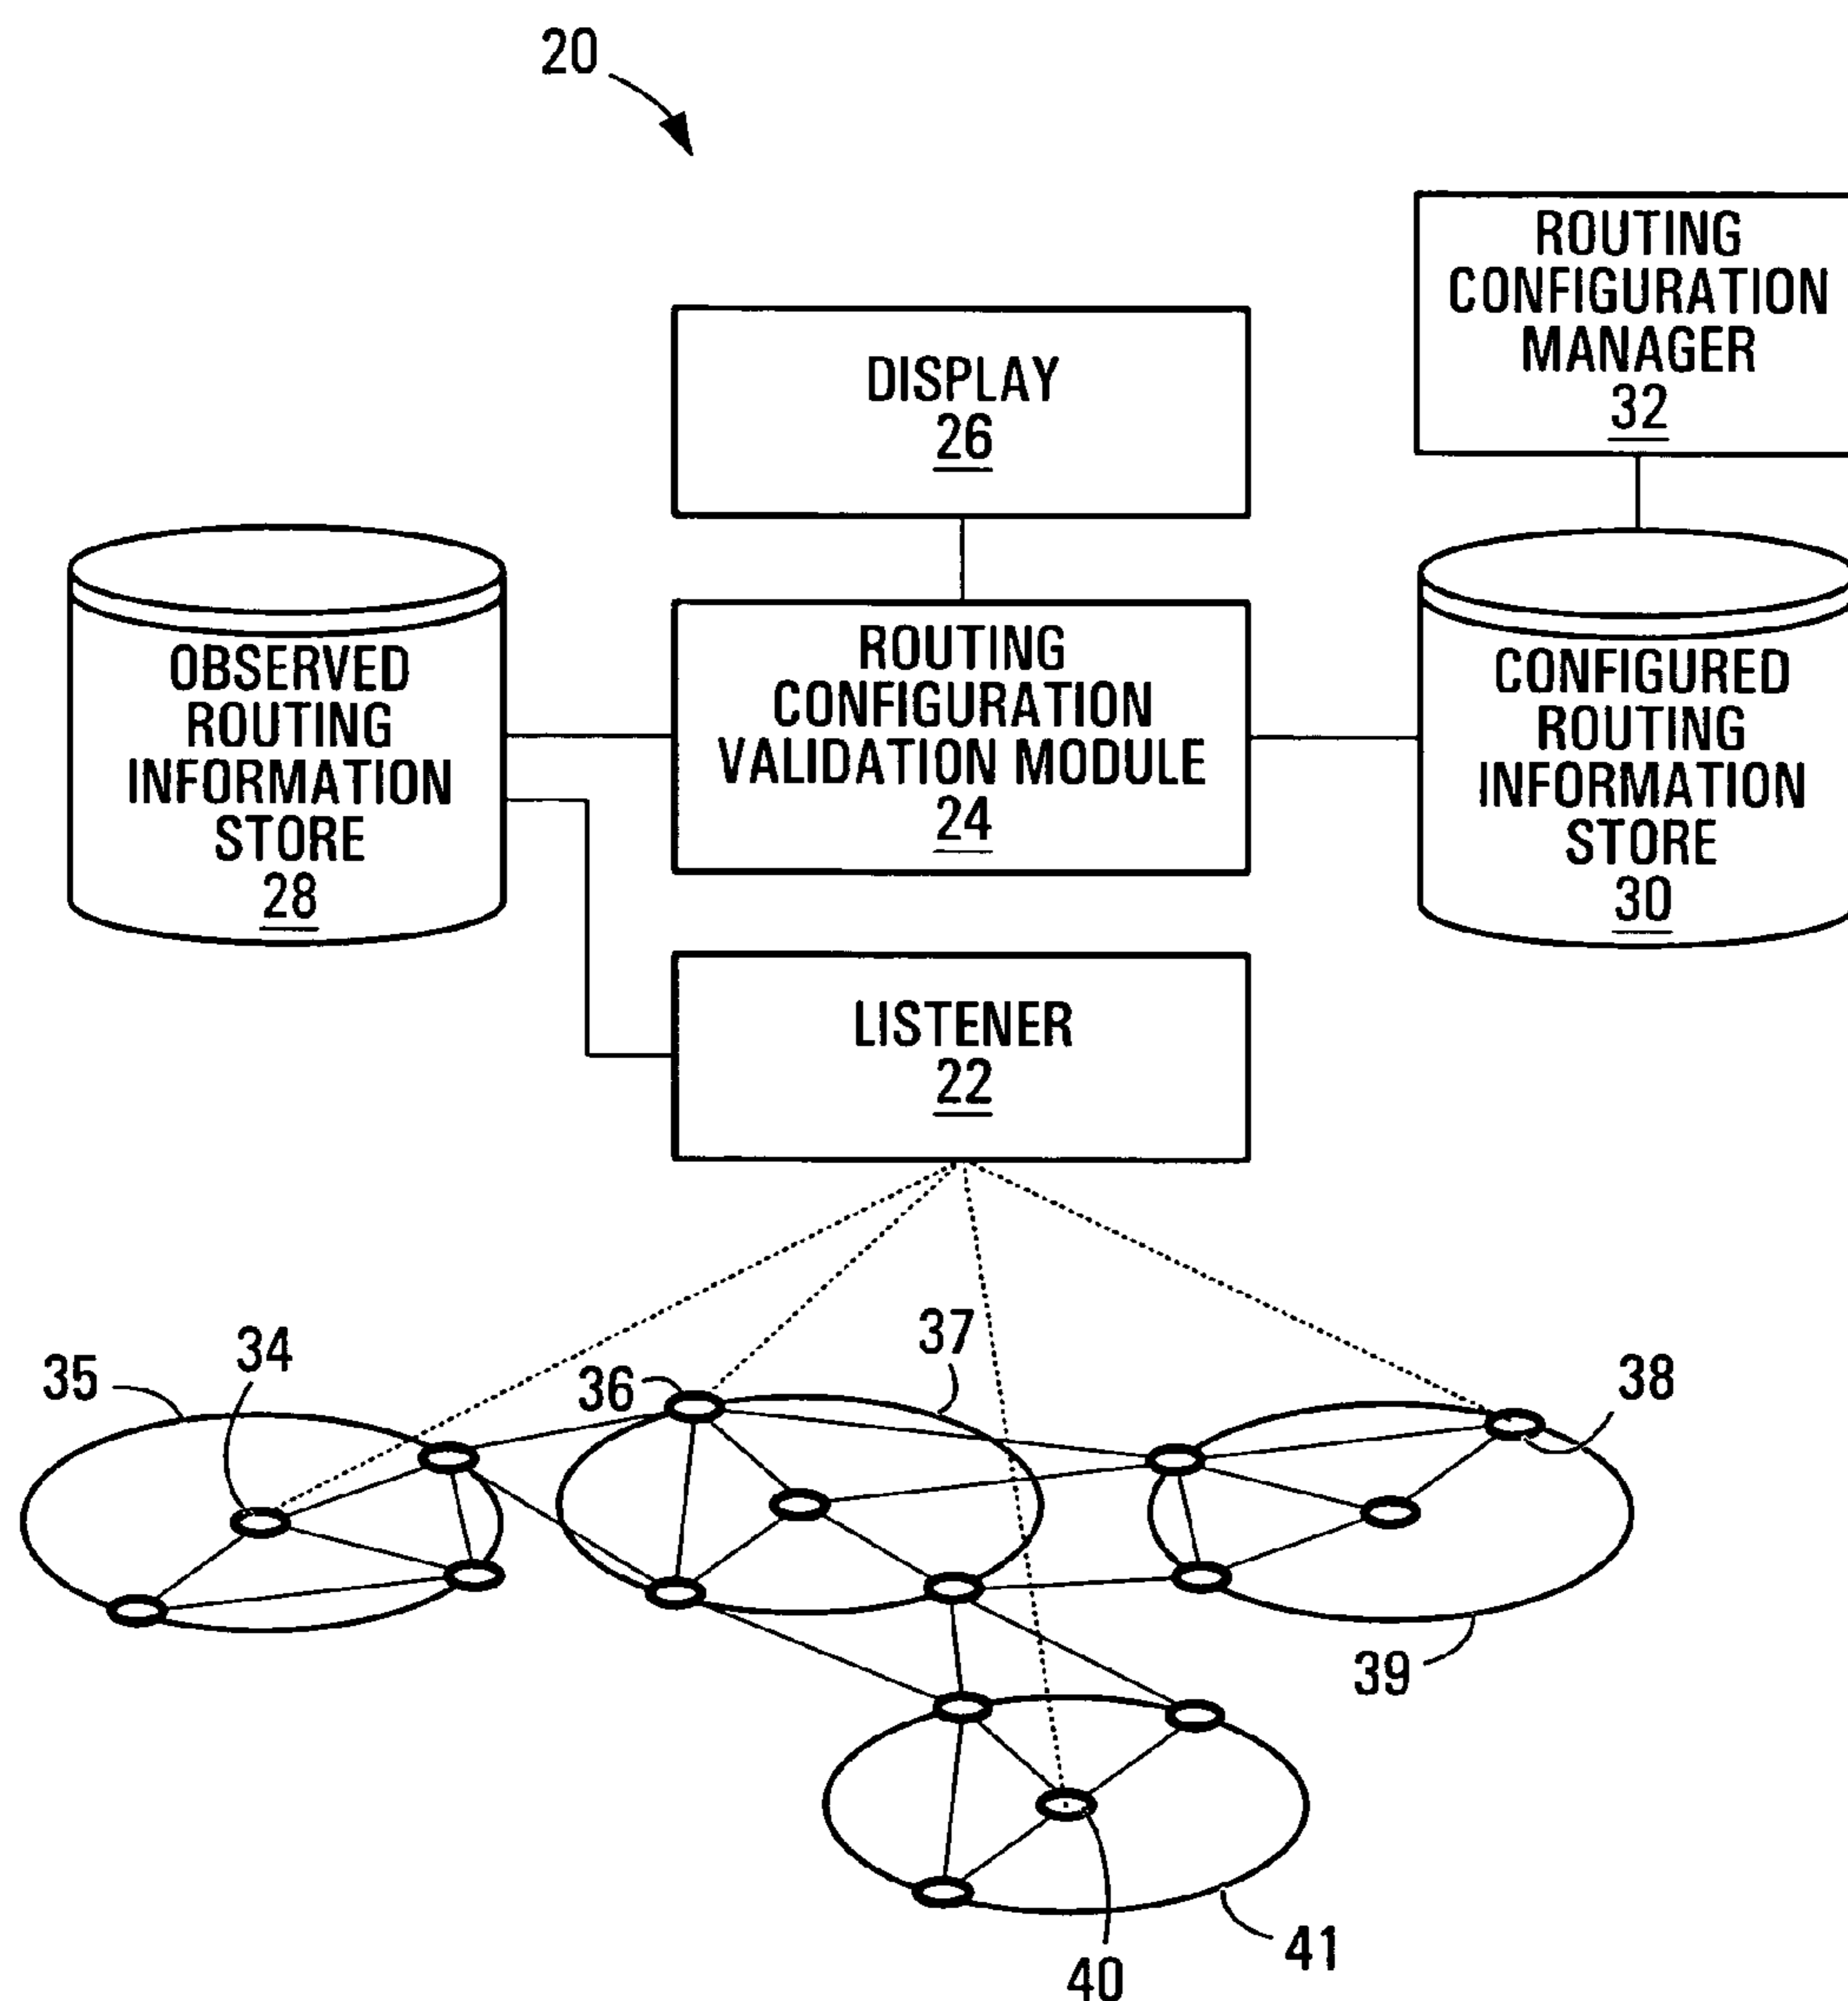 20
ROUTING
CONFIGURATION
MANAGER
32
DISPLAY
26
OBSERVED
ROUTING
INFORMATION
STORE
28
ROUTING
CONFIGURATION
VALIDATION MODULE
24
CONFIGURED
ROUTING
INFORMATION
STORE
30
LISTENER
22
35
34
36
37
38
39
40
41